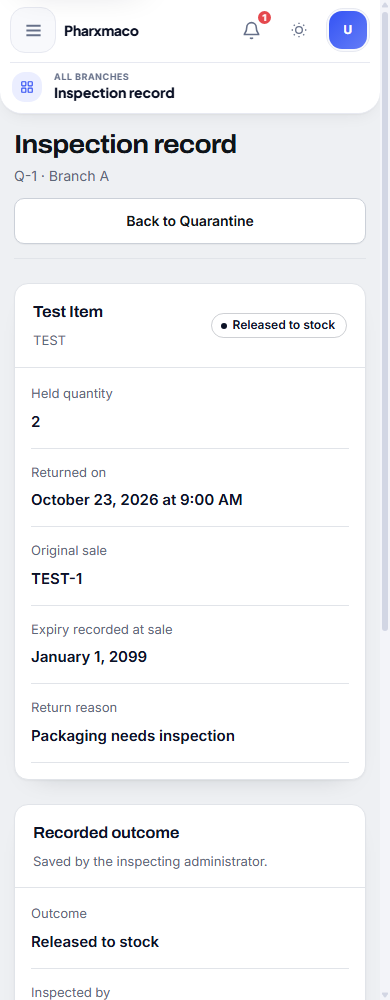 Pharxmaco
1
U
ALL BRANCHES
Inspection record
Inspection record
Q-1 · Branch A
Back to Quarantine
Test Item
TEST
Released to stock
Held quantity
2
Returned on
October 23, 2026 at 9:00 AM
Original sale
TEST-1
Expiry recorded at sale
January 1, 2099
Return reason
Packaging needs inspection
Recorded outcome
Saved by the inspecting administrator.
Outcome
Released to stock
Inspected by